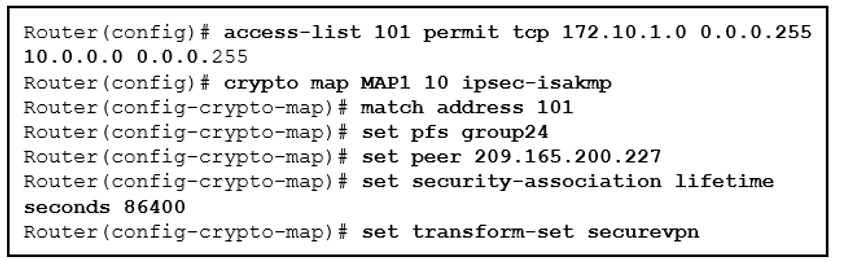 Router(config)# access-list 101 permit tcp 172.10.1.0 0.0.0.255
10.0.0.0 0.0.0.255
Router(config)# crypto map MAP1 10 ipsec-isakmp
Router(config-crypto-map)# match address 101
Router(config-crypto-map)# set pfs group24
Router(config-crypto-map)# set peer 209.165.200.227
Router(config-crypto-map)# set security-association lifetime
seconds 86400
Router(config-crypto-map)# set transform-set securevpn